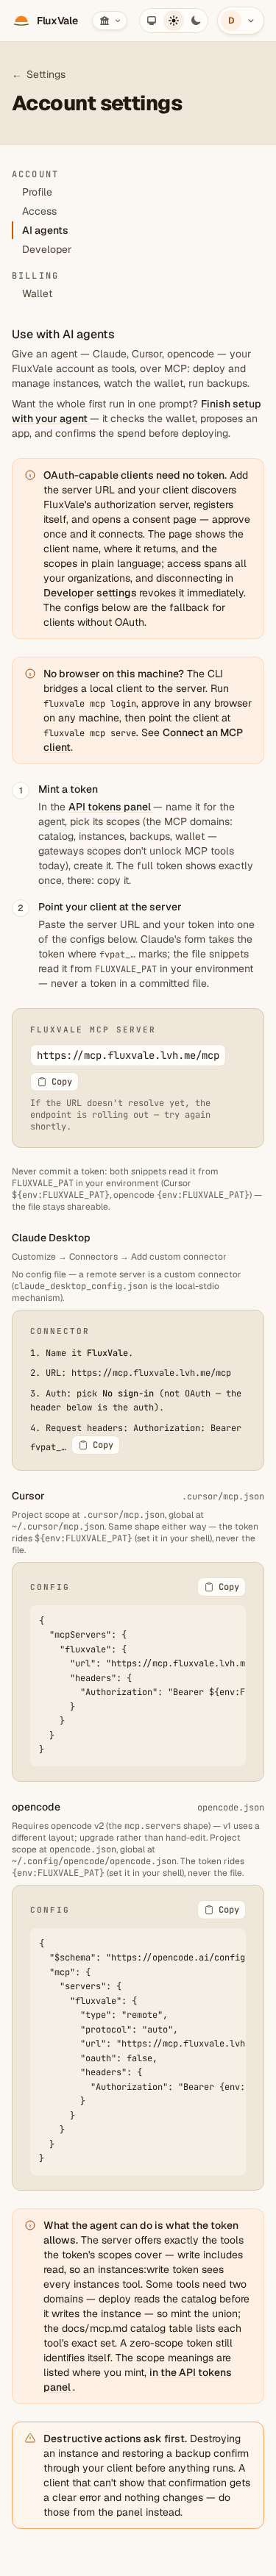 FluxVale
D
← Settings
Account settings
ACCOUNT
Profile
Access
AI agents
Developer
BILLING
Wallet
Use with AI agents
Give an agent — Claude, Cursor, opencode — your
FluxVale account as tools, over MCP: deploy and
manage instances, watch the wallet, run backups.
Want the whole first run in one prompt? Finish setup
with your agent — it checks the wallet, proposes an
app, and confirms the spend before deploying.
OAuth-capable clients need no token. Add
the server URL and your client discovers
FluxVale's authorization server, registers
itself, and opens a consent page — approve
once and it connects. The page shows the
client name, where it returns, and the
scopes in plain language; access spans all
your organizations, and disconnecting in
Developer settings revokes it immediately.
The configs below are the fallback for
clients without OAuth.
No browser on this machine? The CLI
bridges a local client to the server. Run
fluxvale mcp login, approve in any browser
on any machine, then point the client at
fluxvale mcp serve. See Connect an MCP
client.
1 Mint a token
In the API tokens panel — name it for the
agent, pick its scopes (the MCP domains:
catalog, instances, backups, wallet —
gateways scopes don't unlock MCP tools
today), create it. The full token shows exactly
once, there: copy it.
2 Point your client at the server
Paste the server URL and your token into one
of the configs below. Claude's form takes the
token where fvpat_… marks; the file snippets
read it from FLUXVALE_PAT in your environment
— never a token in a committed file.
FLUXVALE MCP SERVER
https://mcp.fluxvale.lvh.me/mcp
Copy
If the URL doesn't resolve yet, the
endpoint is rolling out — try again
shortly.
Never commit a token: both snippets read it from
FLUXVALE_PAT in your environment (Cursor
${env:FLUXVALE_PAT}, opencode {env:FLUXVALE_PAT}) —
the file stays shareable.
Claude Desktop
Customize → Connectors → Add custom connector
No config file — a remote server is a custom connector
(claude_desktop_config.json is the local-stdio
mechanism).
CONNECTOR
1. Name it FluxVale.
2. URL: https://mcp.fluxvale.lvh.me/mcp
3. Auth: pick No sign-in (not OAuth — the
header below is the auth).
4. Request headers: Authorization: Bearer
fvpat_… Copy
Cursor .cursor/mcp.json
Project scope at .cursor/mcp.json, global at
~/.cursor/mcp.json. Same shape either way — the token
rides ${env:FLUXVALE_PAT} (set it in your shell), never the
file.
CONFIG Copy
{
"mcpServers": {
"fluxvale": {
"url": "https://mcp.fluxvale.lvh.m
"headers": {
"Authorization": "Bearer ${env:F
}
}
}
}
opencode opencode.json
Requires opencode v2 (the mcp.servers shape) — v1 uses a
different layout; upgrade rather than hand-edit. Project
scope at opencode.json, global at
~/.config/opencode/opencode.json. The token rides
{env:FLUXVALE_PAT} (set it in your shell), never the file.
CONFIG Copy
{
"$schema": "https://opencode.ai/config
"mcp": {
"servers": {
"fluxvale": {
"type": "remote",
"protocol": "auto",
"url": "https://mcp.fluxvale.lvh
"oauth": false,
"headers": {
"Authorization": "Bearer {env:
}
}
}
}
}
What the agent can do is what the token
allows. The server offers exactly the tools
the token's scopes cover — write includes
read, so an instances:write token sees
every instances tool. Some tools need two
domains — deploy reads the catalog before
it writes the instance — so mint the union;
the docs/mcp.md catalog table lists each
tool's exact set. A zero-scope token still
identifies itself. The scope meanings are
listed where you mint, in the API tokens
panel .
Destructive actions ask first. Destroying
an instance and restoring a backup confirm
through your client before anything runs. A
client that can't show that confirmation gets
a clear error and nothing changes — do
those from the panel instead.